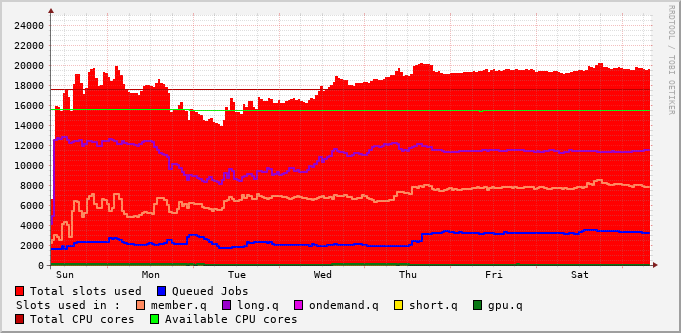 RRDTOOL / TOBI OETIKER
24000
22000
20000
18000
16000
14000
12000
10000
8000
6000
4000
2000
0
Sun Mon Tue Wed Thu Fri Sat
Total slots used Queued Jobs
Slots used in : member.q long.q ondemand.q short.q gpu.q
Total CPU cores Available CPU cores